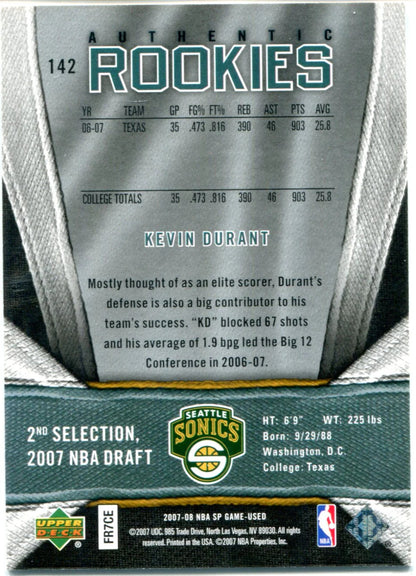 AUTHENTIC
142 ROOKIES
YR TEAM GP FG% FT% REB AST PTS AVG
06-07 TEXAS 35 .473 .816 390 46 903 25.8
COLLEGE TOTALS 35 .473 .816 390 46 903 25.8
KEVIN DURANT
Mostly thought of as an elite scorer, Durant's
defense is also a big contributor to his
team's success. "KD" blocked 67 shots
and his average of 1.9 bpg led the Big 12
Conference in 2006-07.
2ND SELECTION,
2007 NBA DRAFT
SEATTLE
SONICS
HT: 6'9" WT: 225 lbs
Born: 9/29/88
Washington, D.C.
College: Texas
UPPER
DECK
FR7CE
2007-08 NBA SP GAME-USED
©2007 UDC. 985 Trade Drive, North Las Vegas, NV 89030. All rights
reserved. Printed in the USA. ©2007 NBA Properties, Inc.
NBA